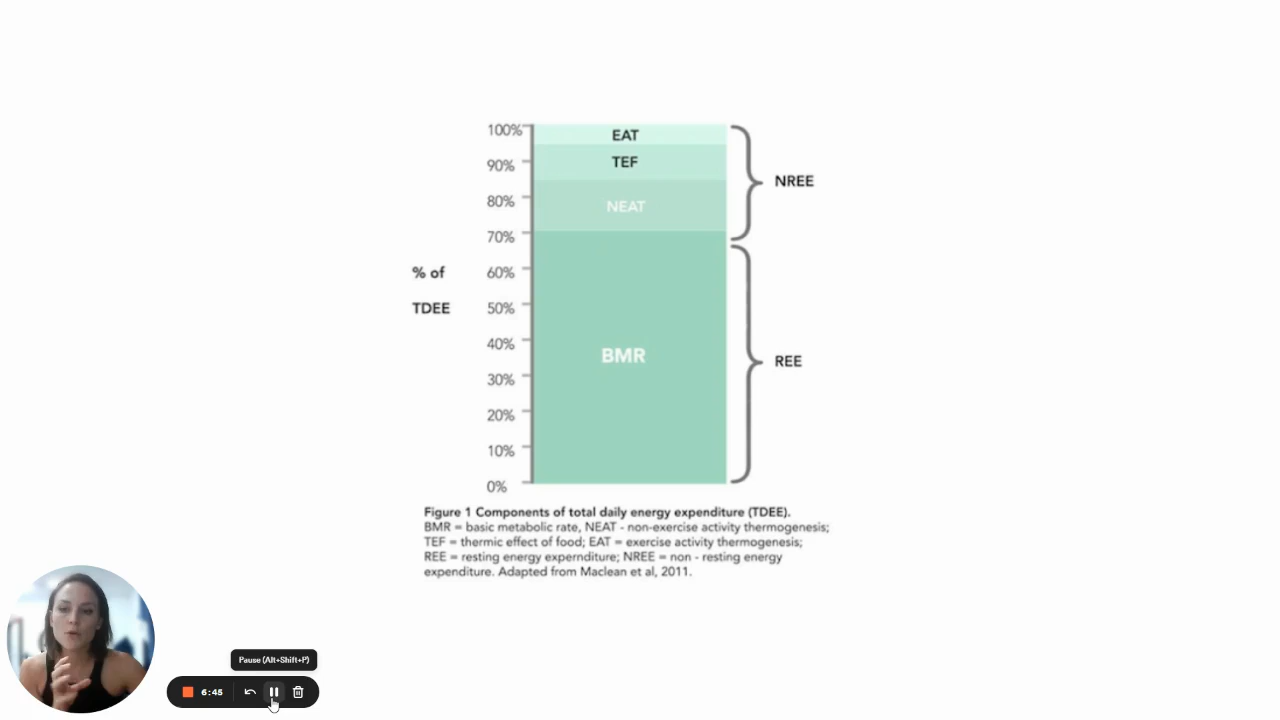 100%
EAT
90%
TEF
NREE
80%
NEAT
70%
% of
60%
TDEE
50%
40%
BMR
REE
30%
20%
10%
0%
Figure 1 Components of total daily energy expenditure (TDEE).
BMR = basic metabolic rate, NEAT - non-exercise activity thermogenesis;
TEF = thermic effect of food; EAT = exercise activity thermogenesis;
REE = resting energy expernditure; NREE = non - resting energy
expenditure. Adapted from Maclean et al, 2011.
Pause (Alt+Shift+P)
6:45